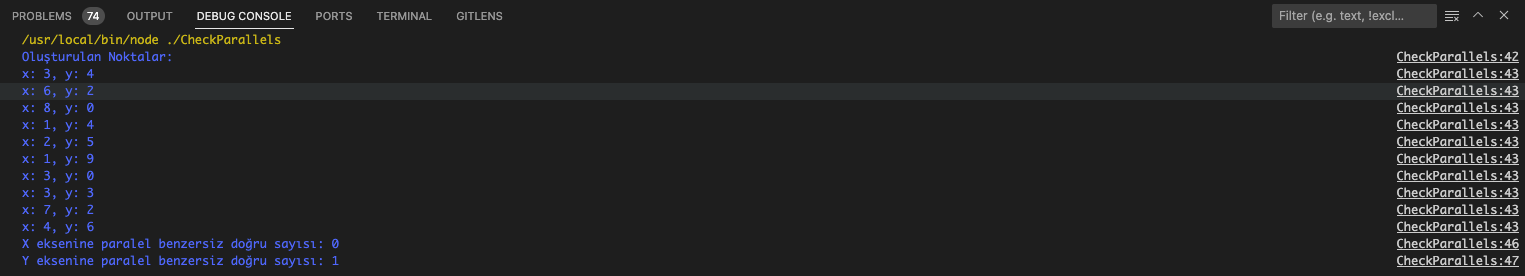 PROBLEMS 74 OUTPUT DEBUG CONSOLE PORTS TERMINAL GITLENS Filter (e.g. text, !excl...
/usr/local/bin/node ./CheckParallels
Oluşturulan Noktalar: CheckParallels:42
x: 3, y: 4 CheckParallels:43
x: 6, y: 2 CheckParallels:43
x: 8, y: 0 CheckParallels:43
x: 1, y: 4 CheckParallels:43
x: 2, y: 5 CheckParallels:43
x: 1, y: 9 CheckParallels:43
x: 3, y: 0 CheckParallels:43
x: 3, y: 3 CheckParallels:43
x: 7, y: 2 CheckParallels:43
x: 4, y: 6 CheckParallels:43
X eksenine paralel benzersiz doğru sayısı: 0 CheckParallels:46
Y eksenine paralel benzersiz doğru sayısı: 1 CheckParallels:47